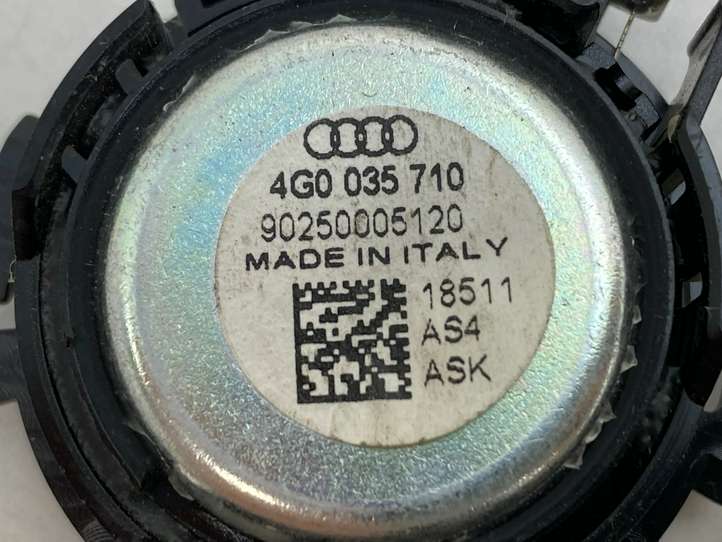 4G0 035 710
90250005120
MADE IN ITALY
18511
AS4
ASK